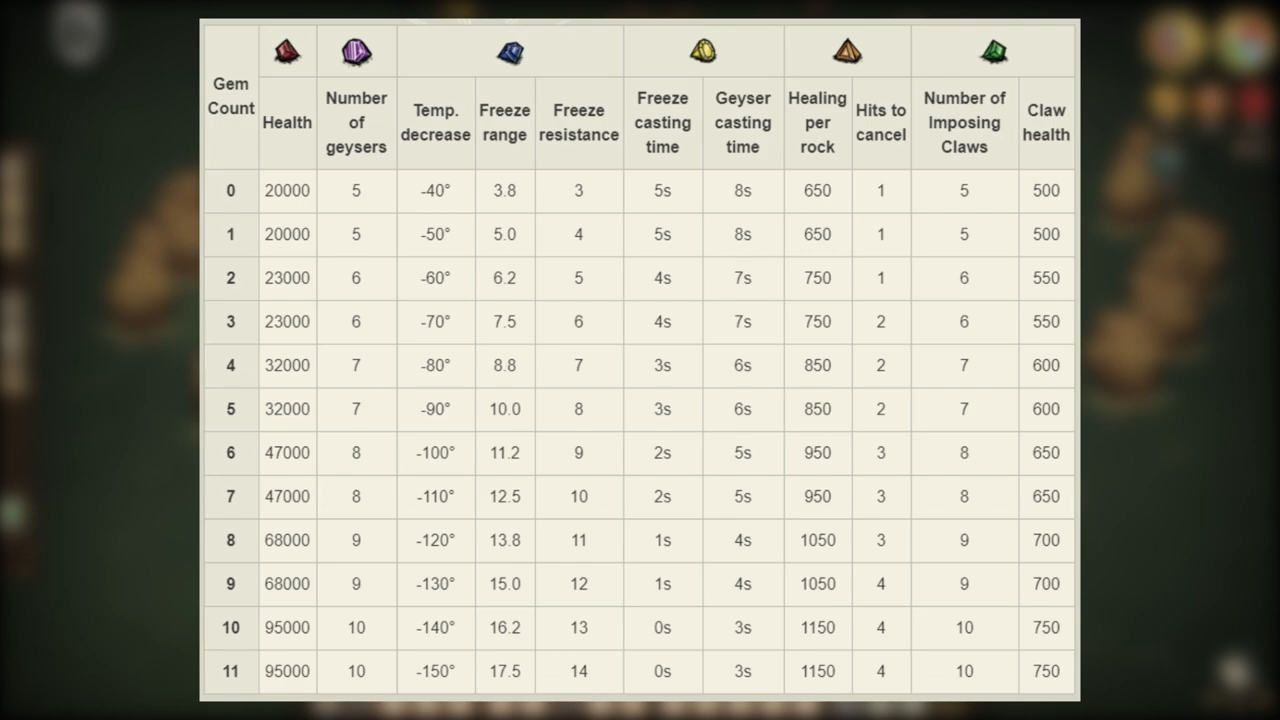 Gem Count | Health | Number of geysers | Temp. decrease | Freeze range | Freeze resistance | Freeze casting time | Geyser casting time | Healing per rock | Hits to cancel | Number of Imposing Claws | Claw health
0 | 20000 | 5 | -40° | 3.8 | 3 | 5s | 8s | 650 | 1 | 5 | 500
1 | 20000 | 5 | -50° | 5.0 | 4 | 5s | 8s | 650 | 1 | 5 | 500
2 | 23000 | 6 | -60° | 6.2 | 5 | 4s | 7s | 750 | 1 | 6 | 550
3 | 23000 | 6 | -70° | 7.5 | 6 | 4s | 7s | 750 | 2 | 6 | 550
4 | 32000 | 7 | -80° | 8.8 | 7 | 3s | 6s | 850 | 2 | 7 | 600
5 | 32000 | 7 | -90° | 10.0 | 8 | 3s | 6s | 850 | 2 | 7 | 600
6 | 47000 | 8 | -100° | 11.2 | 9 | 2s | 5s | 950 | 3 | 8 | 650
7 | 47000 | 8 | -110° | 12.5 | 10 | 2s | 5s | 950 | 3 | 8 | 650
8 | 68000 | 9 | -120° | 13.8 | 11 | 1s | 4s | 1050 | 3 | 9 | 700
9 | 68000 | 9 | -130° | 15.0 | 12 | 1s | 4s | 1050 | 4 | 9 | 700
10 | 95000 | 10 | -140° | 16.2 | 13 | 0s | 3s | 1150 | 4 | 10 | 750
11 | 95000 | 10 | -150° | 17.5 | 14 | 0s | 3s | 1150 | 4 | 10 | 750